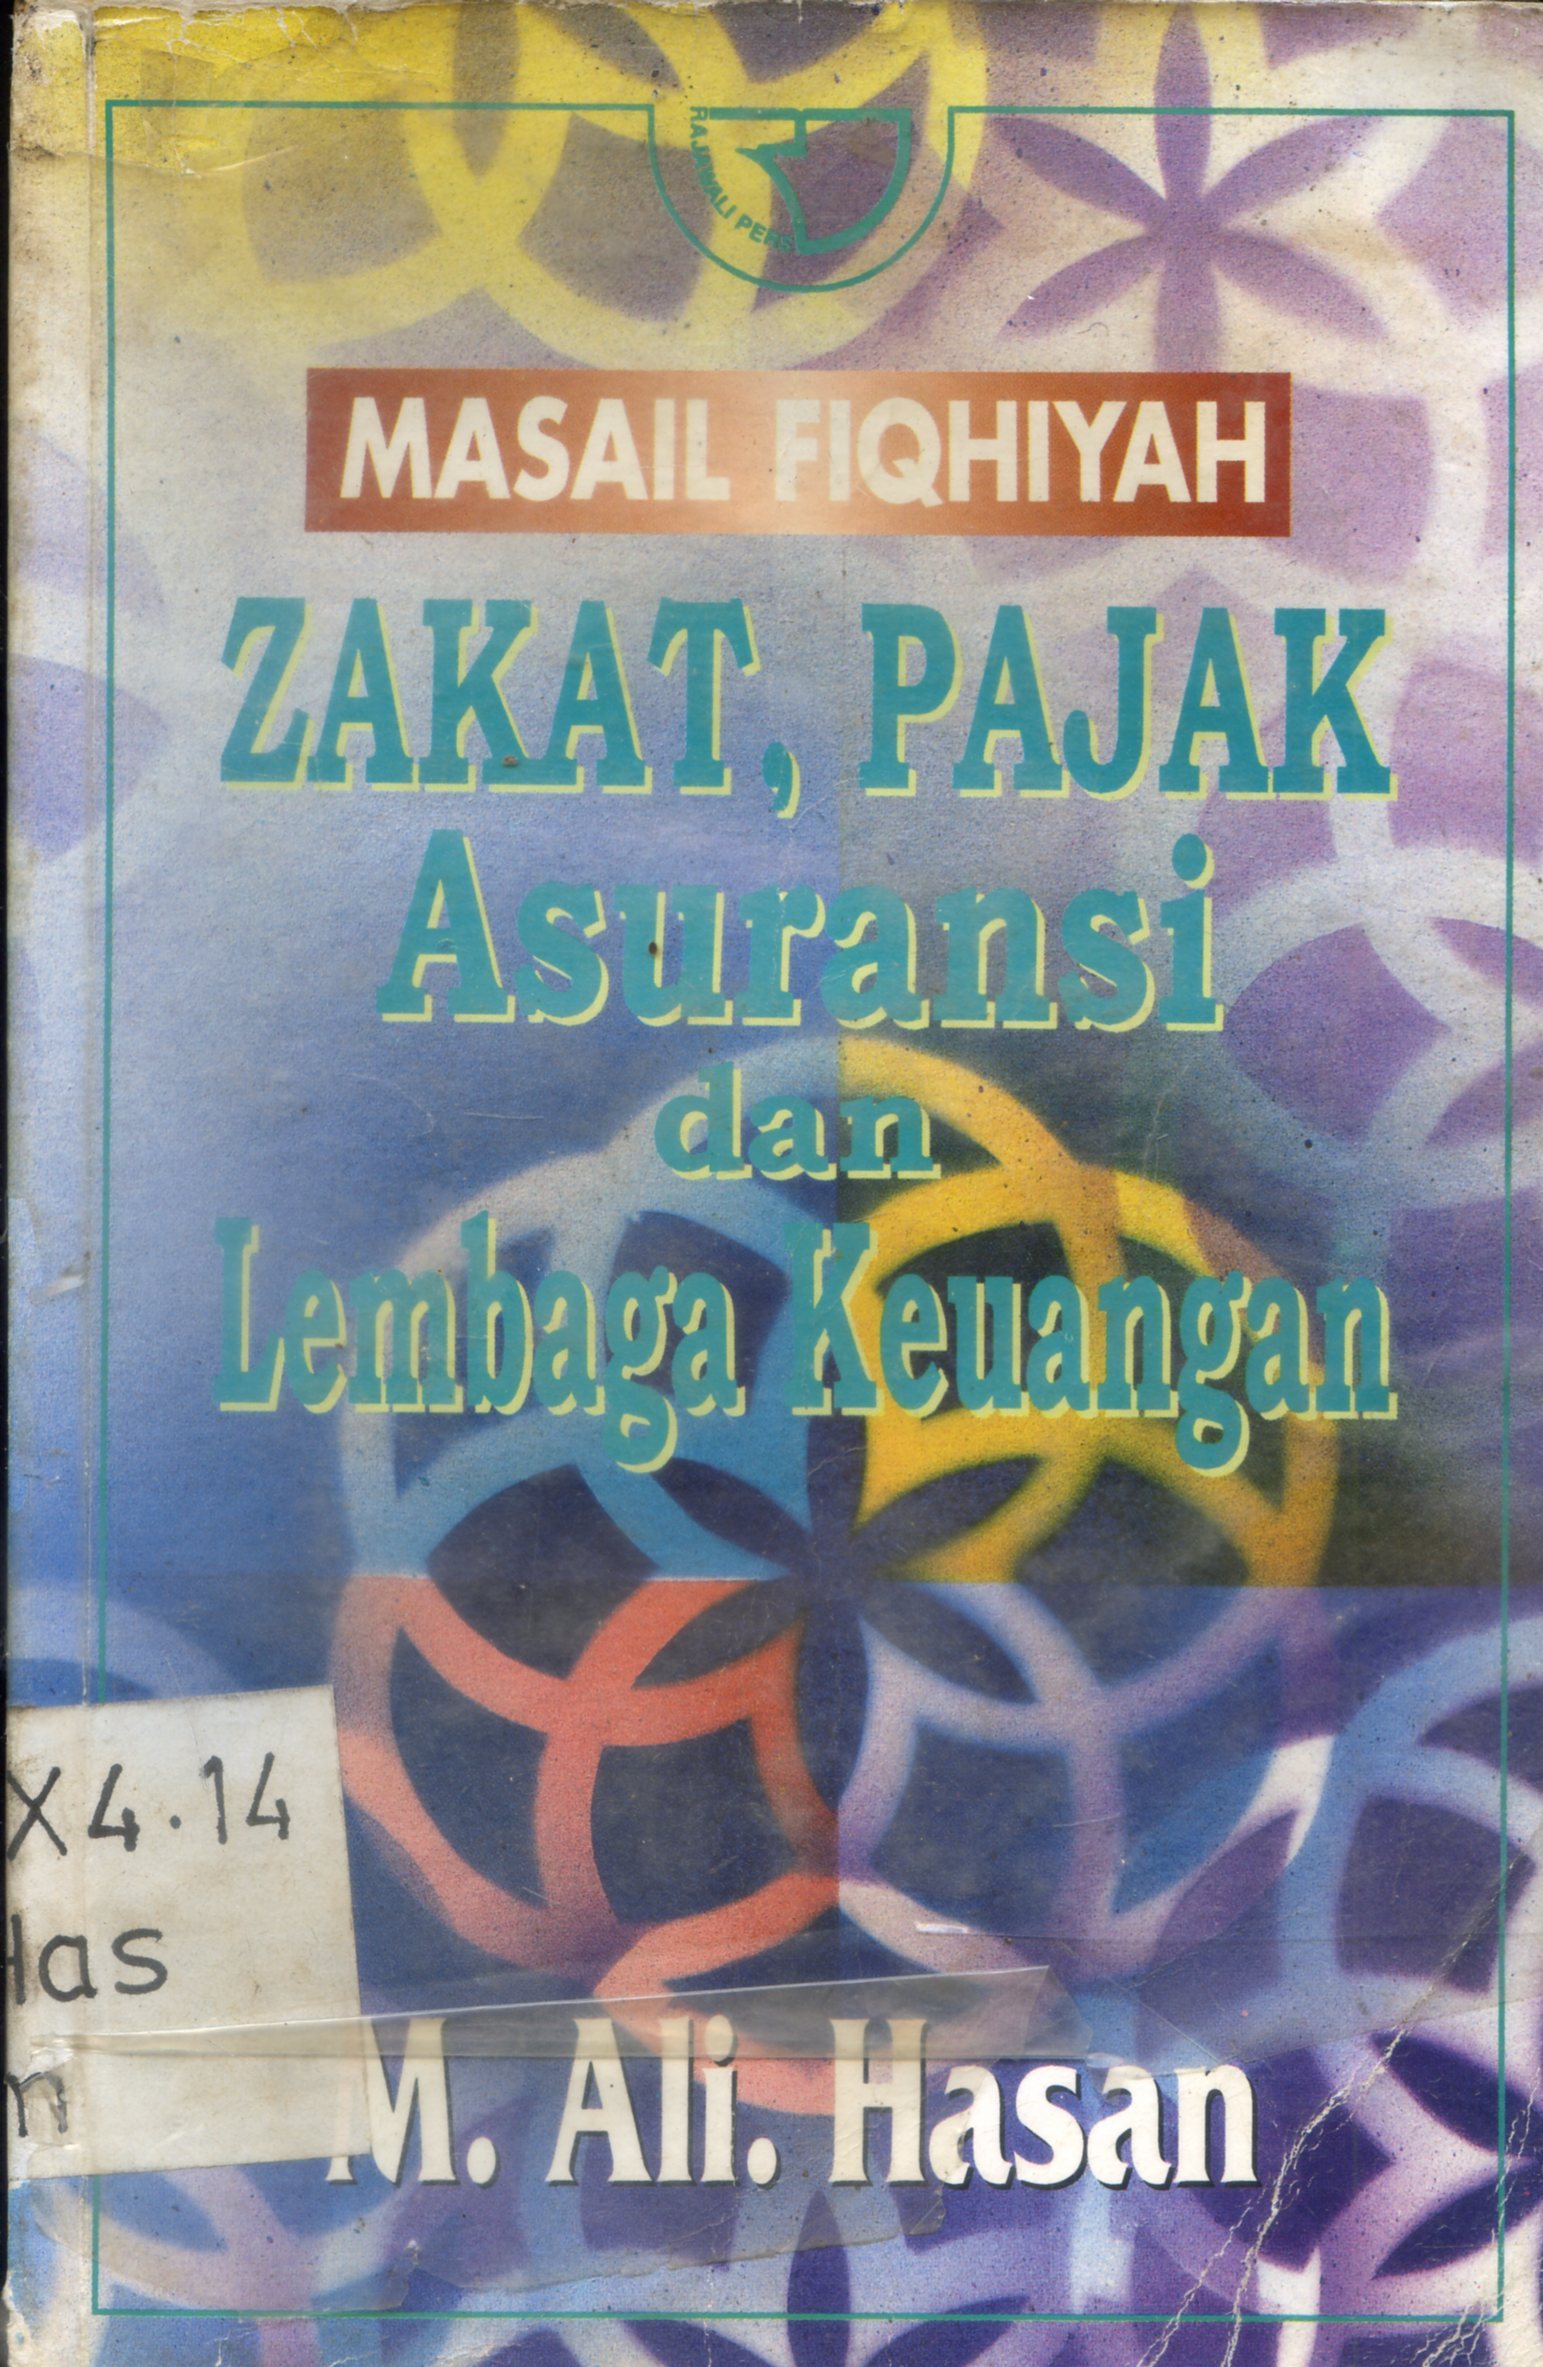 RAJAWALI PERS
MASAIL FIQHIYAH
ZAKAT, PAJAK
Asuransi
dan
Lembaga Keuangan
X4.14
Has
n
M. Ali. Hasan